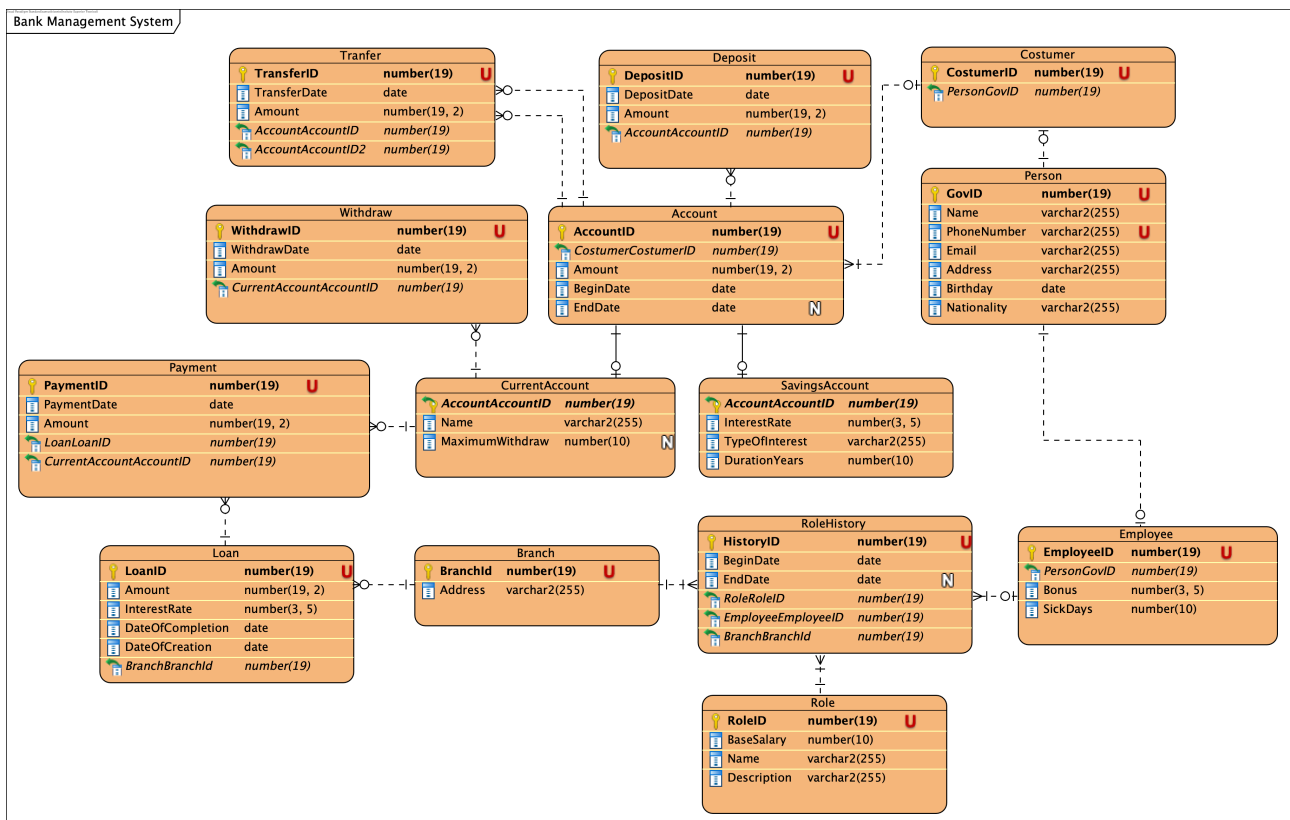 Bank Management System
Tranfer
TransferID number(19) U
TransferDate date
Amount number(19, 2)
AccountAccountID number(19)
AccountAccountID2 number(19)
Deposit
DepositID number(19) U
DepositDate date
Amount number(19, 2)
AccountAccountID number(19)
Costumer
CostumerID number(19) U
PersonGovID number(19)
Person
GovID number(19) U
Name varchar2(255)
PhoneNumber varchar2(255) U
Email varchar2(255)
Address varchar2(255)
Birthday date
Nationality varchar2(255)
Withdraw
WithdrawID number(19) U
WithdrawDate date
Amount number(19, 2)
CurrentAccountAccountID number(19)
Account
AccountID number(19) U
CostumerCostumerID number(19)
Amount number(19, 2)
BeginDate date
EndDate date N
Payment
PaymentID number(19) U
PaymentDate date
Amount number(19, 2)
LoanLoanID number(19)
CurrentAccountAccountID number(19)
CurrentAccount
AccountAccountID number(19)
Name varchar2(255)
MaximumWithdraw number(10) N
SavingsAccount
AccountAccountID number(19)
InterestRate number(3, 5)
TypeOfInterest varchar2(255)
DurationYears number(10)
Loan
LoanID number(19) U
Amount number(19, 2)
InterestRate number(3, 5)
DateOfCompletion date
DateOfCreation date
BranchBranchId number(19)
Branch
BranchId number(19) U
Address varchar2(255)
RoleHistory
HistoryID number(19) U
BeginDate date
EndDate date N
RoleRoleID number(19)
EmployeeEmployeeID number(19)
BranchBranchId number(19)
Employee
EmployeeID number(19) U
PersonGovID number(19)
Bonus number(3, 5)
SickDays number(10)
Role
RoleID number(19) U
BaseSalary number(10)
Name varchar2(255)
Description varchar2(255)